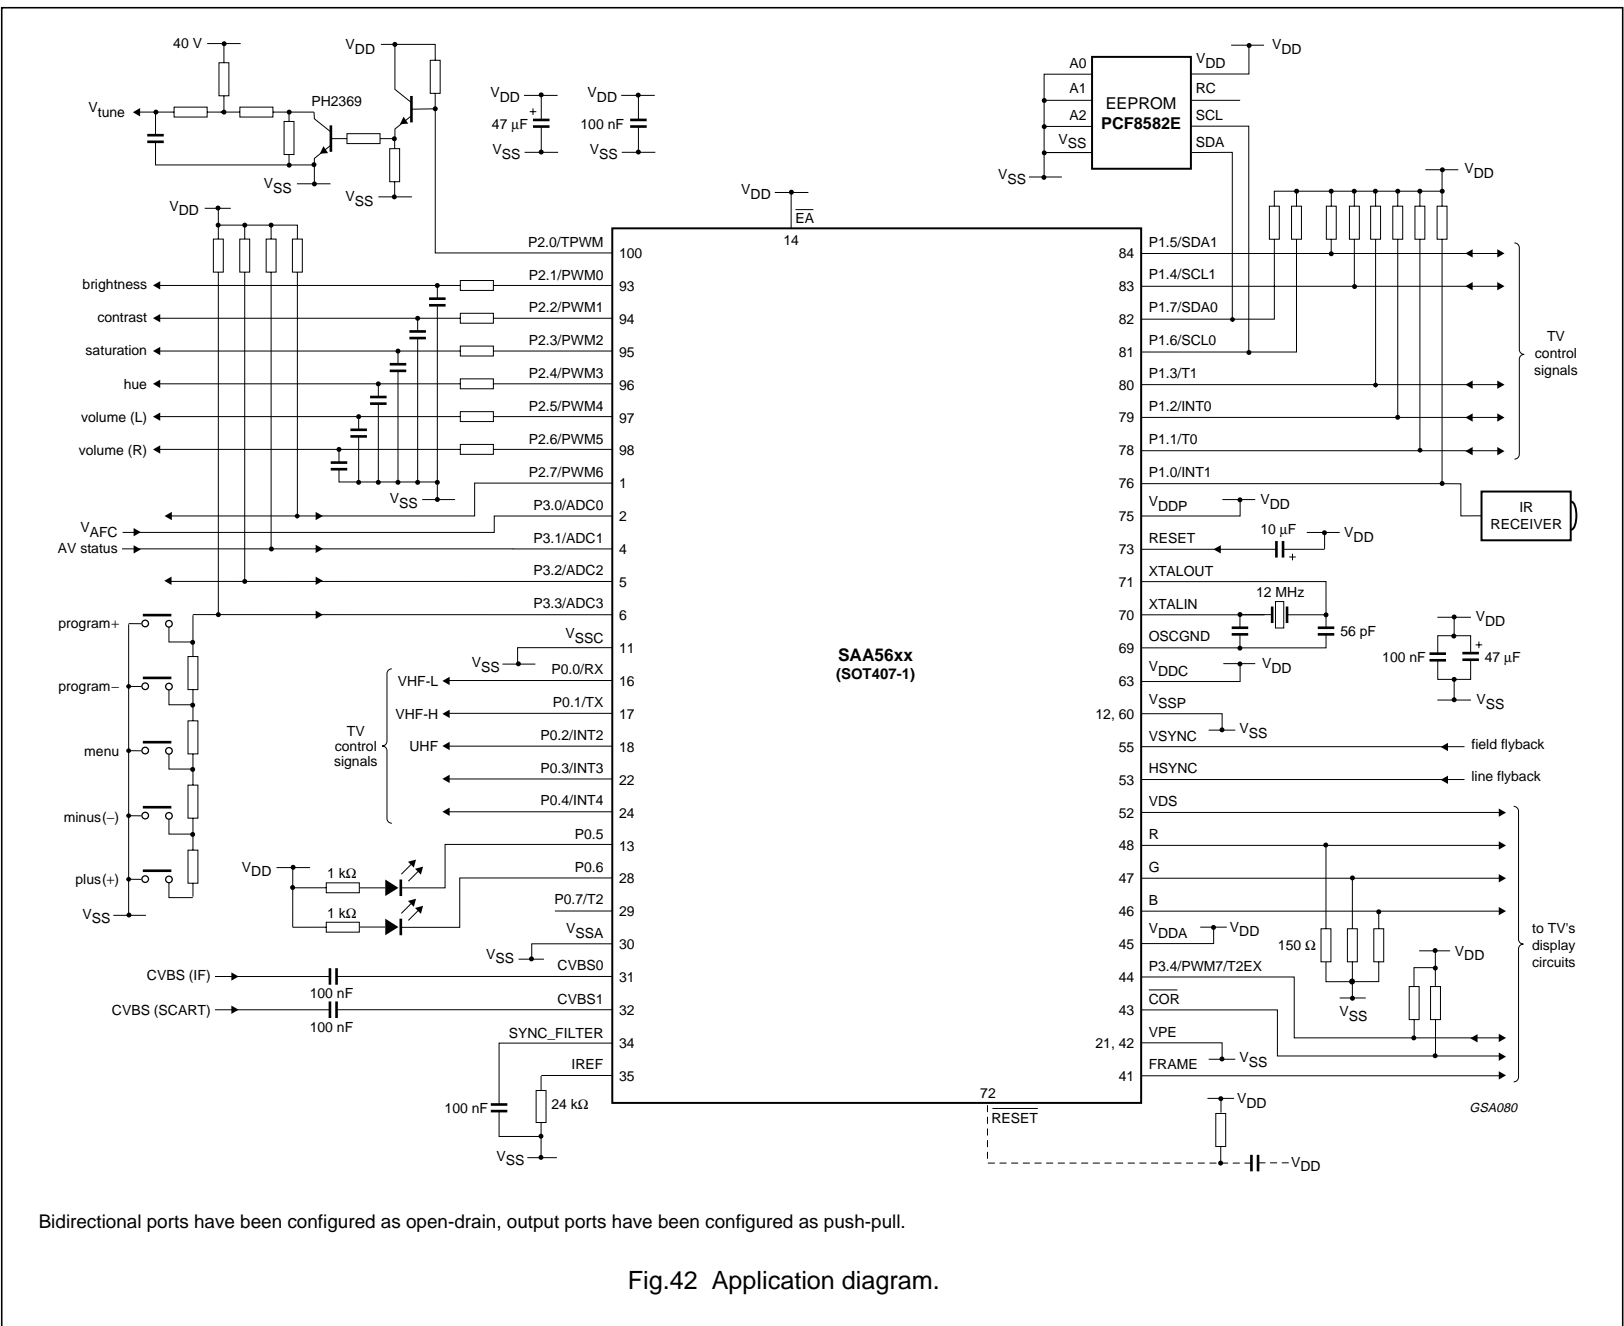 40 V
VDD
PH2369
Vtune
VSS
VSS
VDD
47 µF
+
VSS
VDD
100 nF
VSS
A0
A1
A2
VSS
VSS
EEPROM
PCF8582E
VDD
RC
SCL
SDA
VDD
VDD
EA
14
VDD
VDD
brightness
contrast
saturation
hue
volume (L)
volume (R)
VSS
VAFC
AV status
P2.0/TPWM
100
P2.1/PWM0
93
P2.2/PWM1
94
P2.3/PWM2
95
P2.4/PWM3
96
P2.5/PWM4
97
P2.6/PWM5
98
P2.7/PWM6
1
P3.0/ADC0
2
P3.1/ADC1
4
P3.2/ADC2
5
P3.3/ADC3
6
VSSC
11
VSS
P0.0/RX
16
P0.1/TX
17
P0.2/INT2
18
P0.3/INT3
22
P0.4/INT4
24
P0.5
13
P0.6
28
P0.7/T2
29
VSSA
30
VSS
CVBS0
31
CVBS1
32
SYNC_FILTER
34
IREF
35
program+
program−
menu
minus(−)
plus(+)
VSS
TV
control
signals
VHF-L
VHF-H
UHF
VDD
1 kΩ
1 kΩ
CVBS (IF)
100 nF
CVBS (SCART)
100 nF
100 nF
24 kΩ
VSS
SAA56xx
(SOT407-1)
P1.5/SDA1
84
P1.4/SCL1
83
P1.7/SDA0
82
P1.6/SCL0
81
P1.3/T1
80
P1.2/INT0
79
P1.1/T0
78
P1.0/INT1
76
TV
control
signals
IR
RECEIVER
VDDP
75
VDD
RESET
73
10 µF
+
VDD
XTALOUT
71
XTALIN
70
12 MHz
OSCGND
69
56 pF
VDDC
63
VDD
VSSP
12, 60
VSS
VDD
100 nF
+
47 µF
VSS
VSYNC
55
field flyback
HSYNC
53
line flyback
VDS
52
R
48
G
47
B
46
VDDA
45
VDD
150 Ω
VSS
VDD
P3.4/PWM7/T2EX
44
COR
43
VPE
21, 42
VSS
FRAME
41
to TV's
display
circuits
72
RESET
VDD
VDD
GSA080
Bidirectional ports have been configured as open-drain, output ports have been configured as push-pull.
Fig.42 Application diagram.